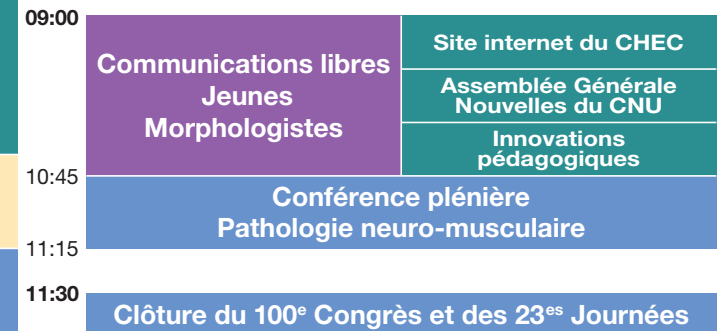 09:00
Communications libres
Jeunes
Morphologistes
Site internet du CHEC
Assemblée Générale
Nouvelles du CNU
Innovations
pédagogiques
10:45
Conférence plénière
Pathologie neuro-musculaire
11:15
11:30
Clôture du 100e Congrès et des 23es Journées